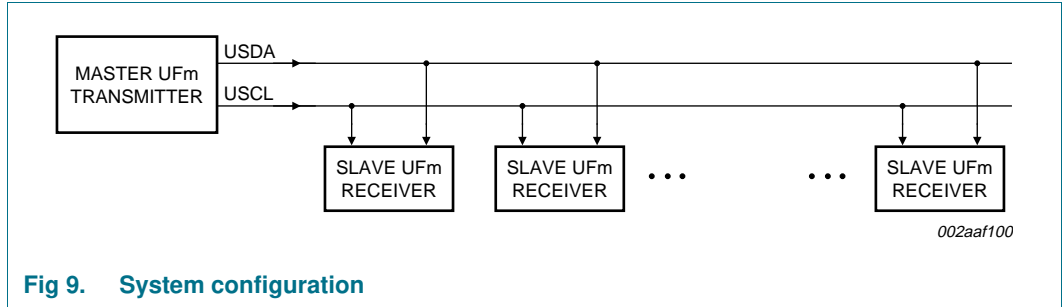 USDA
MASTER UFm
TRANSMITTER
USCL
SLAVE UFm
RECEIVER
SLAVE UFm
RECEIVER
SLAVE UFm
RECEIVER
002aaf100
Fig 9. System configuration